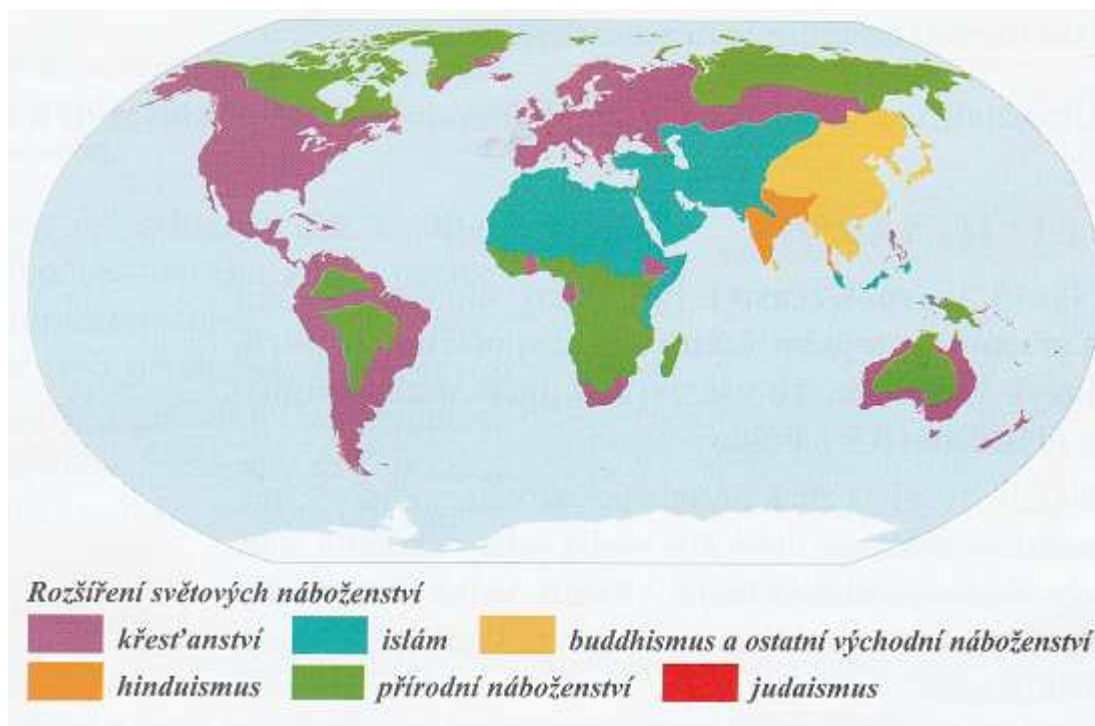 Rozšíření světových náboženství
křesťanství islám buddhismus a ostatní východní náboženství
hinduismus přírodní náboženství judaismus